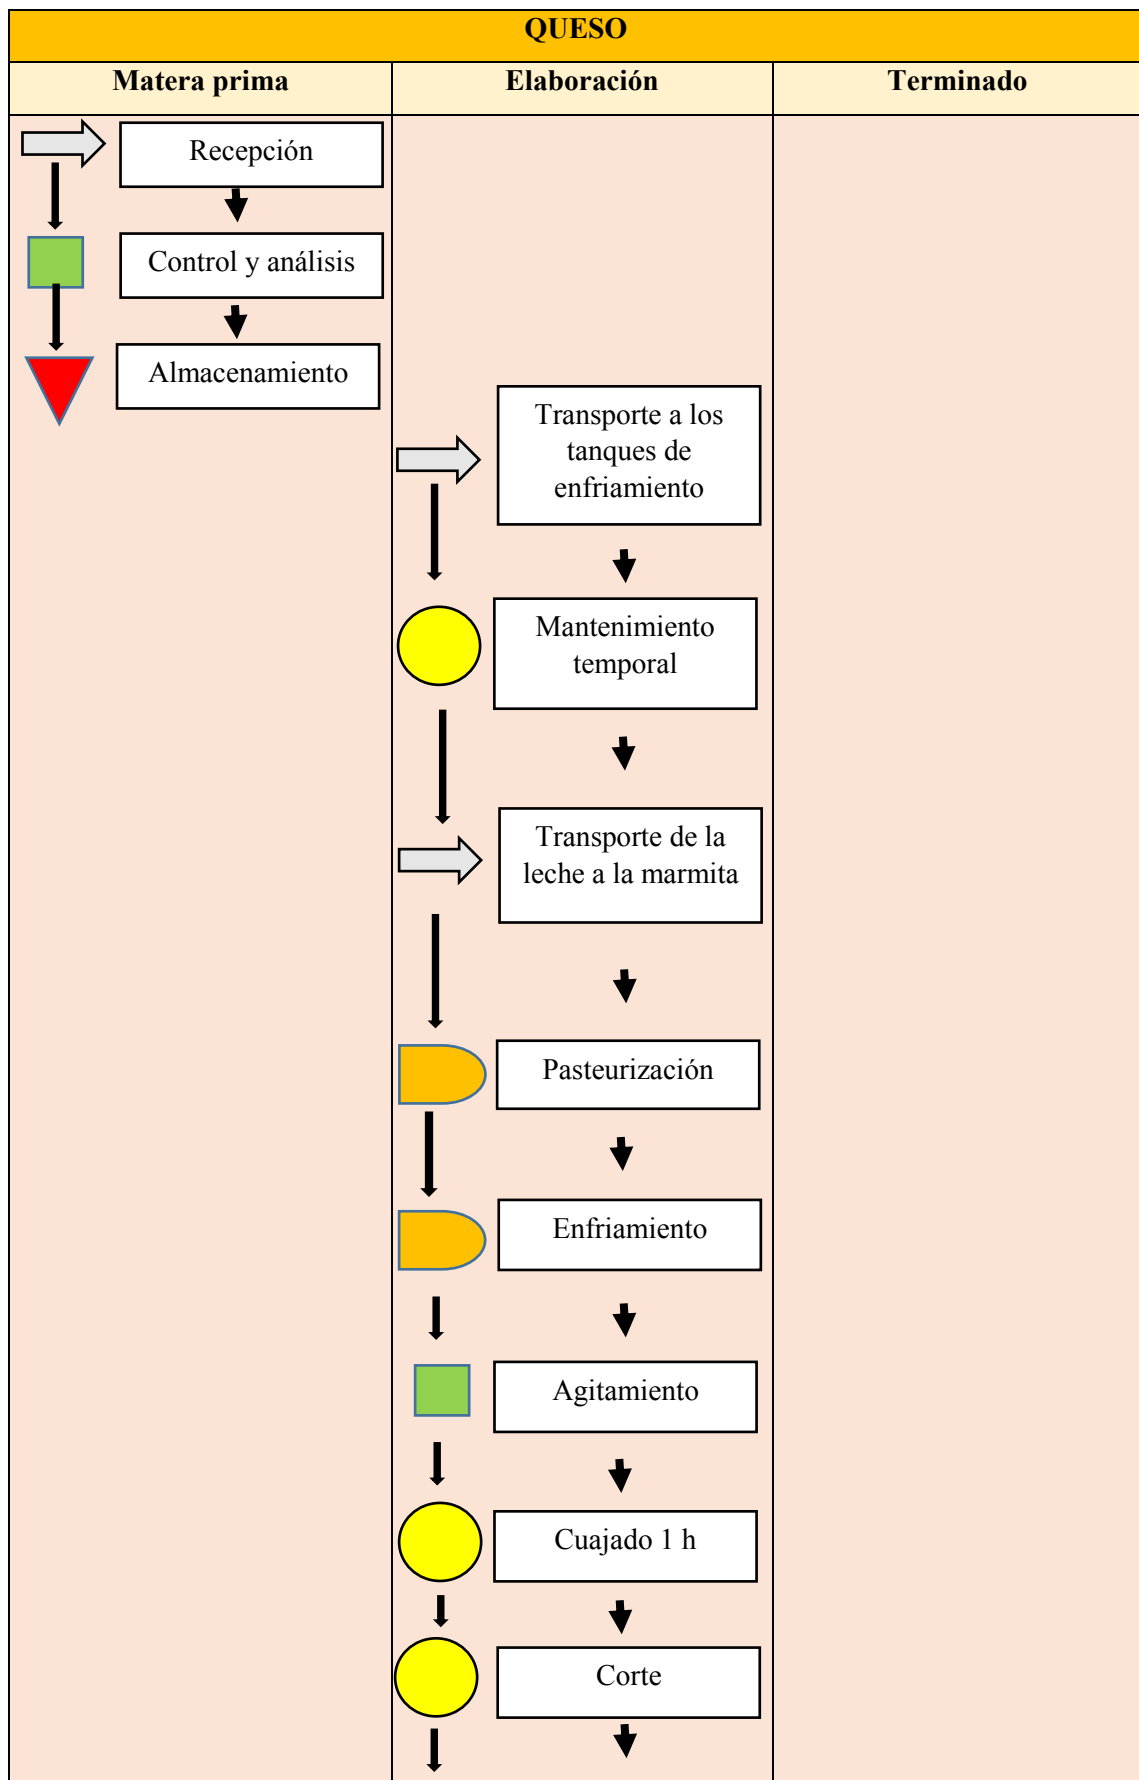 QUESO
Matera prima
Elaboración
Terminado
Recepción
Control y análisis
Almacenamiento
Transporte a los
tanques de
enfriamiento
Mantenimiento
temporal
Transporte de la
leche a la marmita
Pasteurización
Enfriamiento
Agitamiento
Cuajado 1 h
Corte